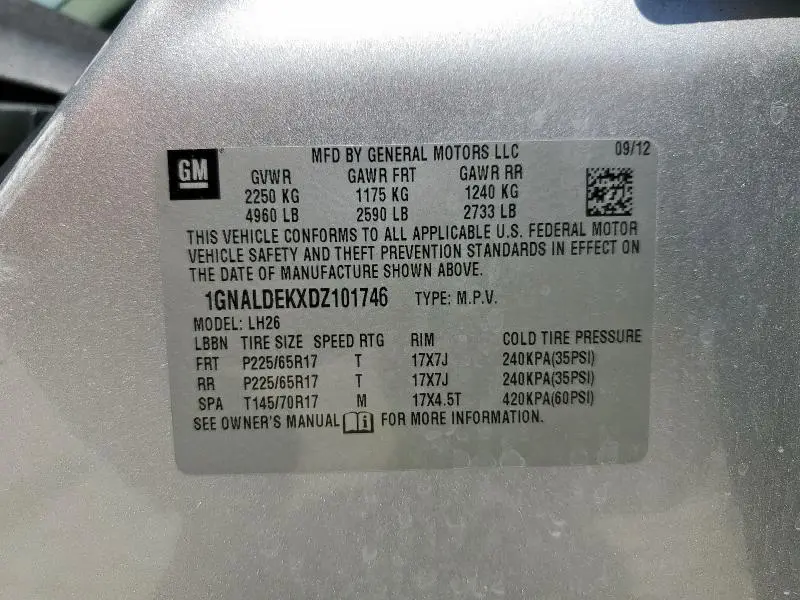 GM MFD BY GENERAL MOTORS LLC 09/12
GVWR GAWR FRT GAWR RR
2250 KG 1175 KG 1240 KG
4960 LB 2590 LB 2733 LB
THIS VEHICLE CONFORMS TO ALL APPLICABLE U.S. FEDERAL MOTOR
VEHICLE SAFETY AND THEFT PREVENTION STANDARDS IN EFFECT ON
THE DATE OF MANUFACTURE SHOWN ABOVE.
1GNALDEKXDZ101746 TYPE: M.P.V.
MODEL: LH26
LBBN TIRE SIZE SPEED RTG RIM COLD TIRE PRESSURE
FRT P225/65R17 T 17X7J 240KPA(35PSI)
RR P225/65R17 T 17X7J 240KPA(35PSI)
SPA T145/70R17 M 17X4.5T 420KPA(60PSI)
SEE OWNER'S MANUAL i FOR MORE INFORMATION.